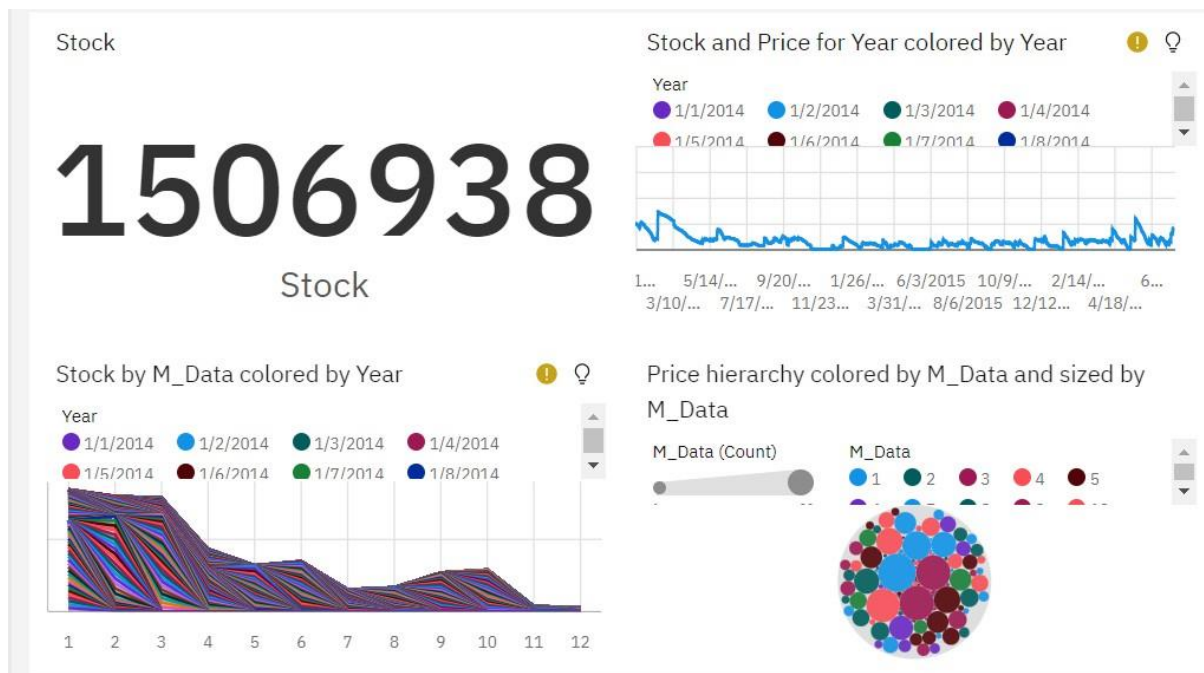 Stock
1506938
Stock
Stock and Price for Year colored by Year
Year
1/1/2014 1/2/2014 1/3/2014 1/4/2014
1/5/2014 1/6/2014 1/7/2014 1/8/2014
1... 5/14/... 9/20/... 1/26/... 6/3/2015 10/9/... 2/14/... 6...
3/10/... 7/17/... 11/23... 3/31/... 8/6/2015 12/12... 4/18/...
Stock by M_Data colored by Year
Year
1/1/2014 1/2/2014 1/3/2014 1/4/2014
1/5/2014 1/6/2014 1/7/2014 1/8/2014
1 2 3 4 5 6 7 8 9 10 11 12
Price hierarchy colored by M_Data and sized by
M_Data
M_Data (Count)
M_Data
1 2 3 4 5